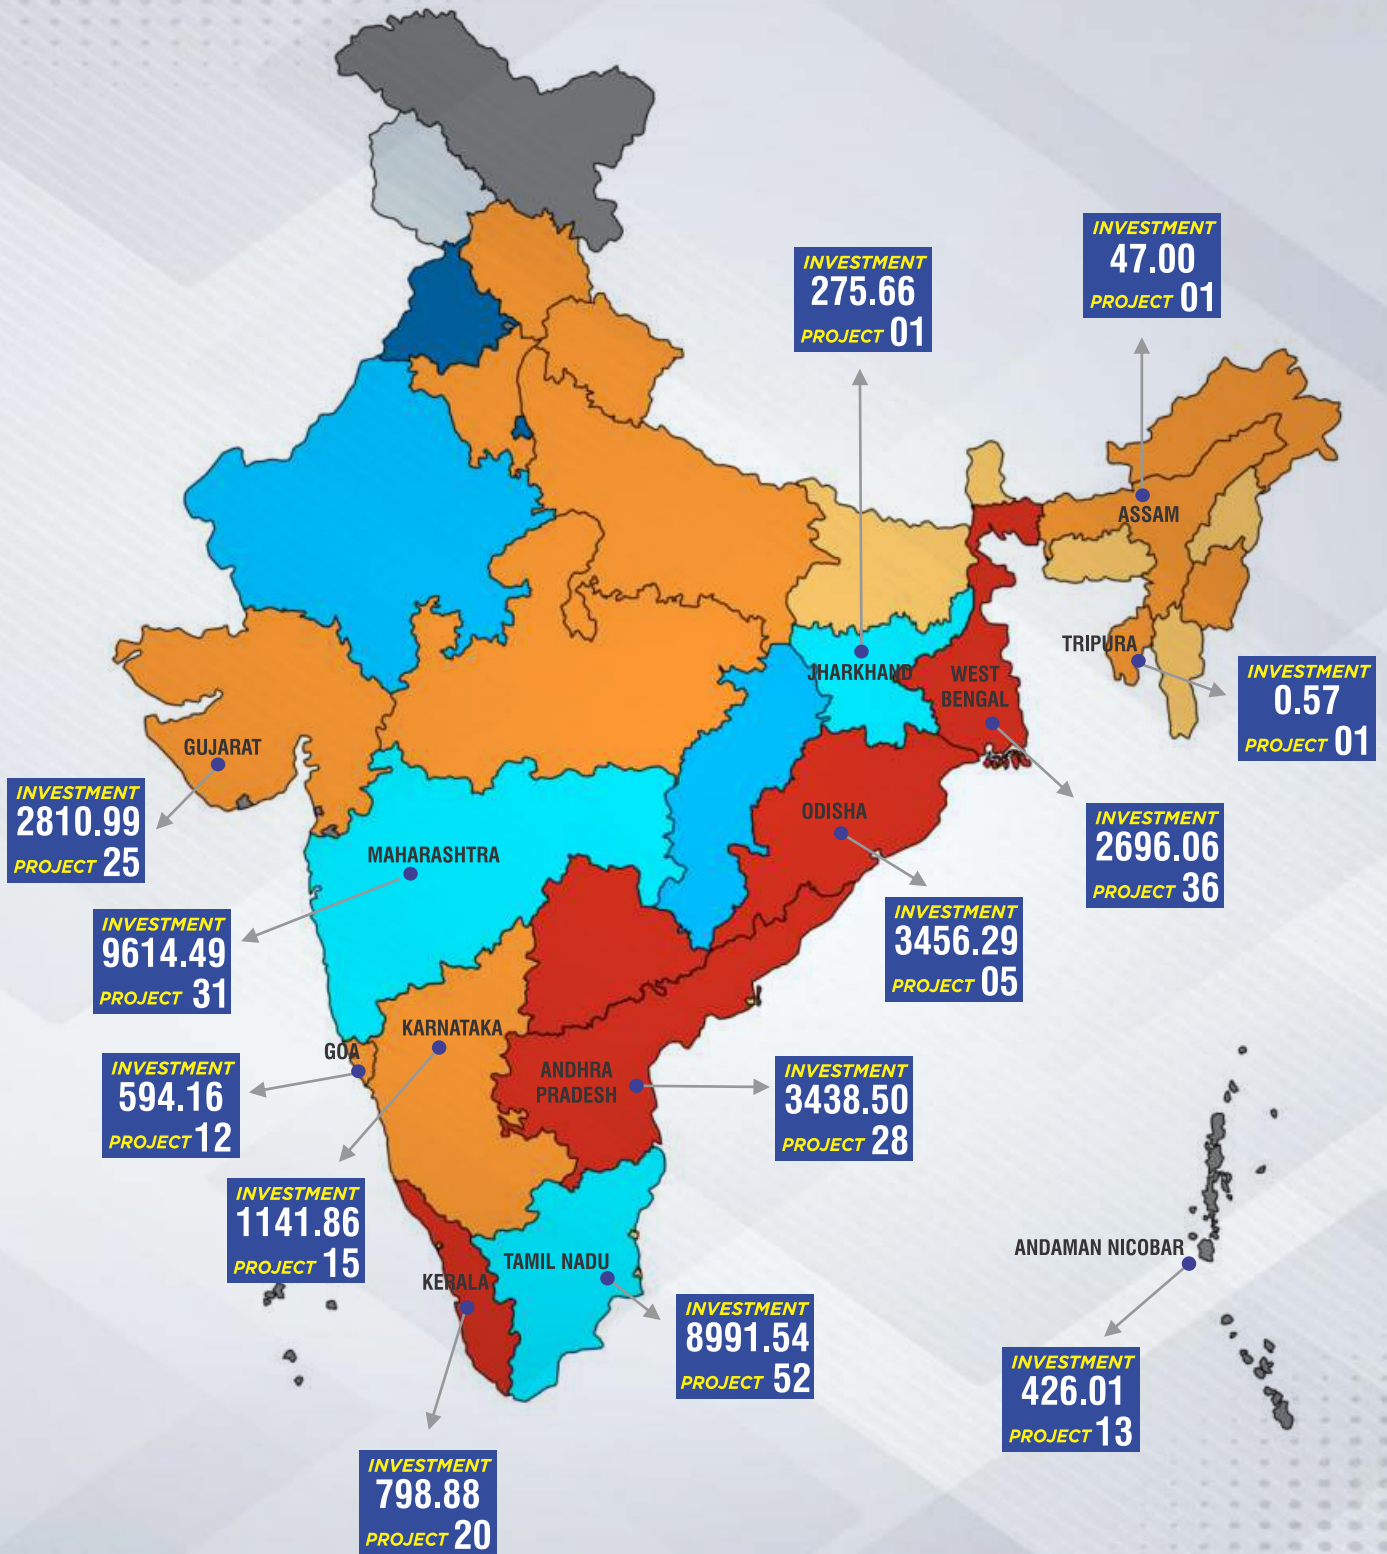 INVESTMENT
47.00
PROJECT 01
INVESTMENT
275.66
PROJECT 01
ASSAM
TRIPURA
INVESTMENT
0.57
PROJECT 01
JHARKHAND
WEST
BENGAL
GUJARAT
INVESTMENT
2810.99
PROJECT 25
ODISHA
INVESTMENT
2696.06
PROJECT 36
MAHARASHTRA
INVESTMENT
9614.49
PROJECT 31
INVESTMENT
3456.29
PROJECT 05
KARNATAKA
GOA
INVESTMENT
594.16
PROJECT 12
ANDHRA
PRADESH
INVESTMENT
3438.50
PROJECT 28
INVESTMENT
1141.86
PROJECT 15
TAMIL NADU
KERALA
INVESTMENT
8991.54
PROJECT 52
ANDAMAN NICOBAR
INVESTMENT
426.01
PROJECT 13
INVESTMENT
798.88
PROJECT 20